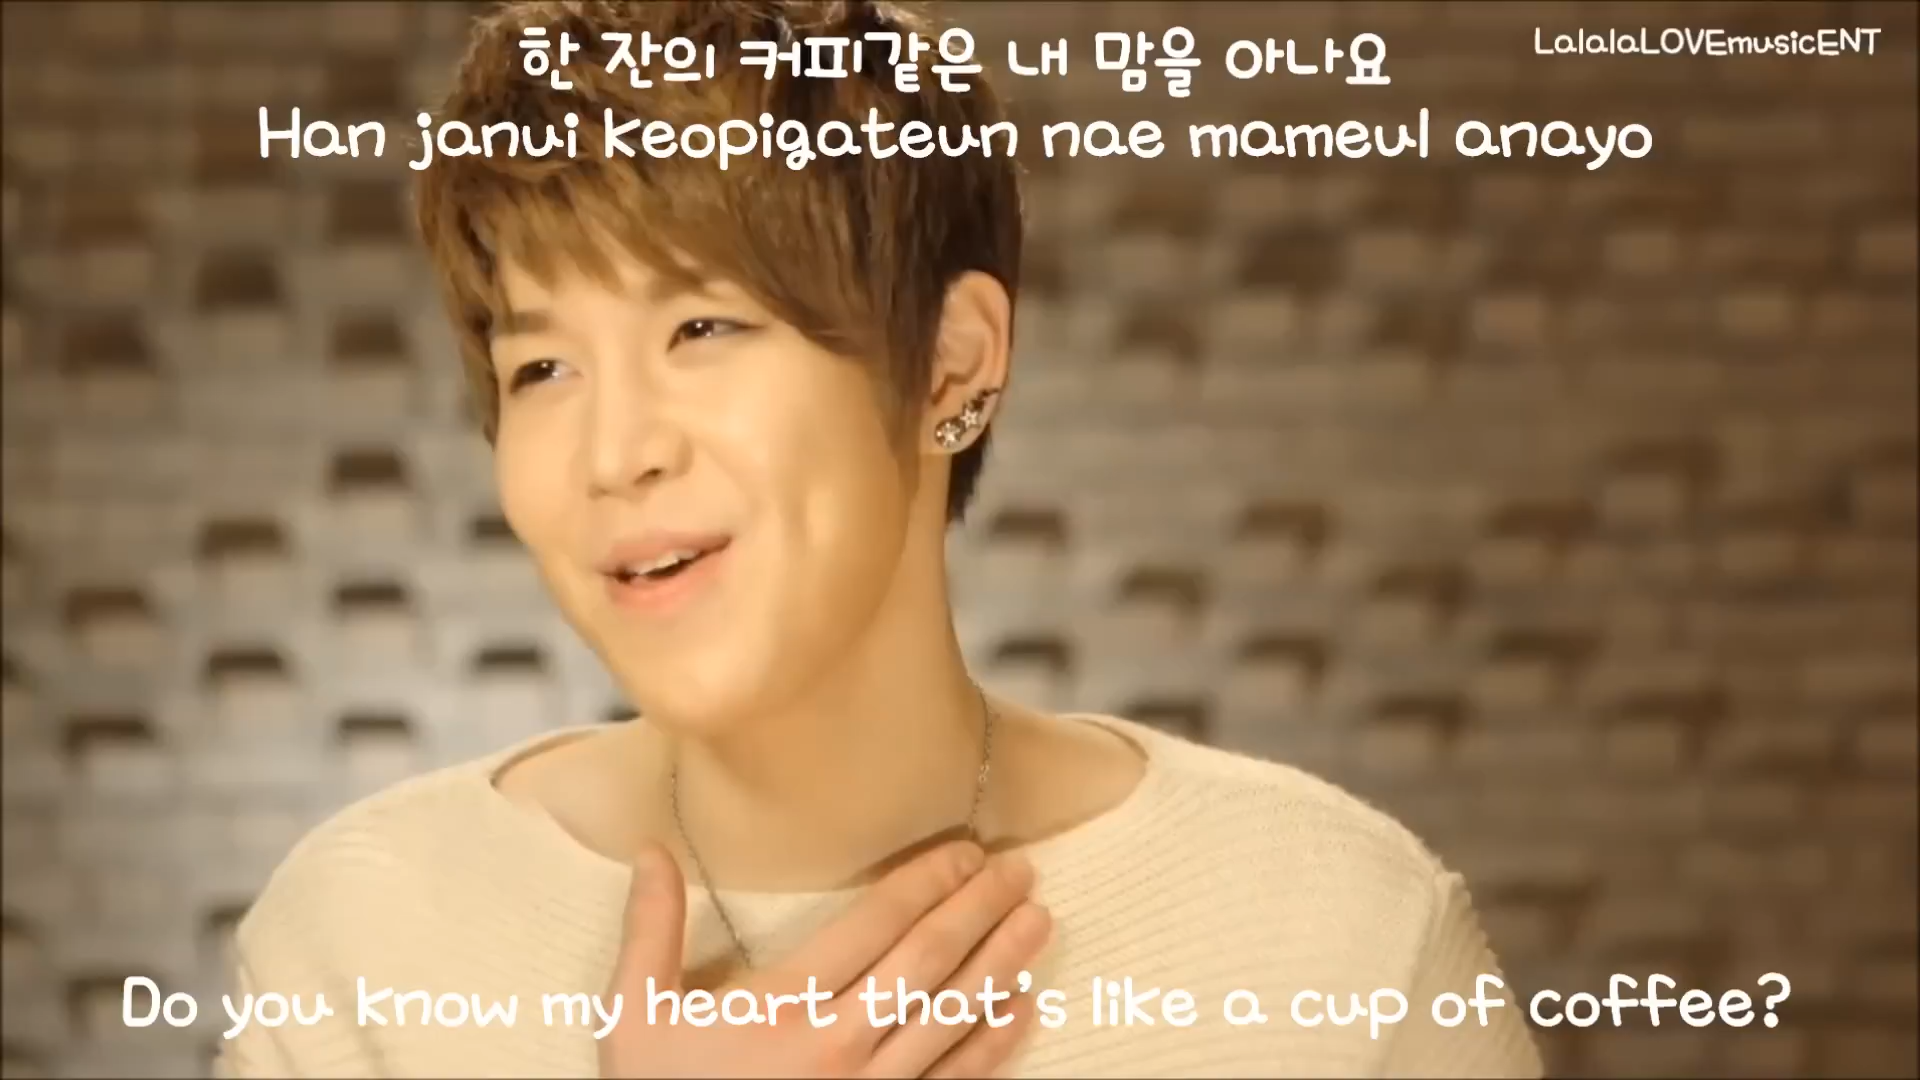 한 잔의 커피같은 내 맘을 아나요
LalalaLOVEmusicENT
Han janui keopigateun nae mameul anayo
Do you know my heart that's like a cup of coffee?